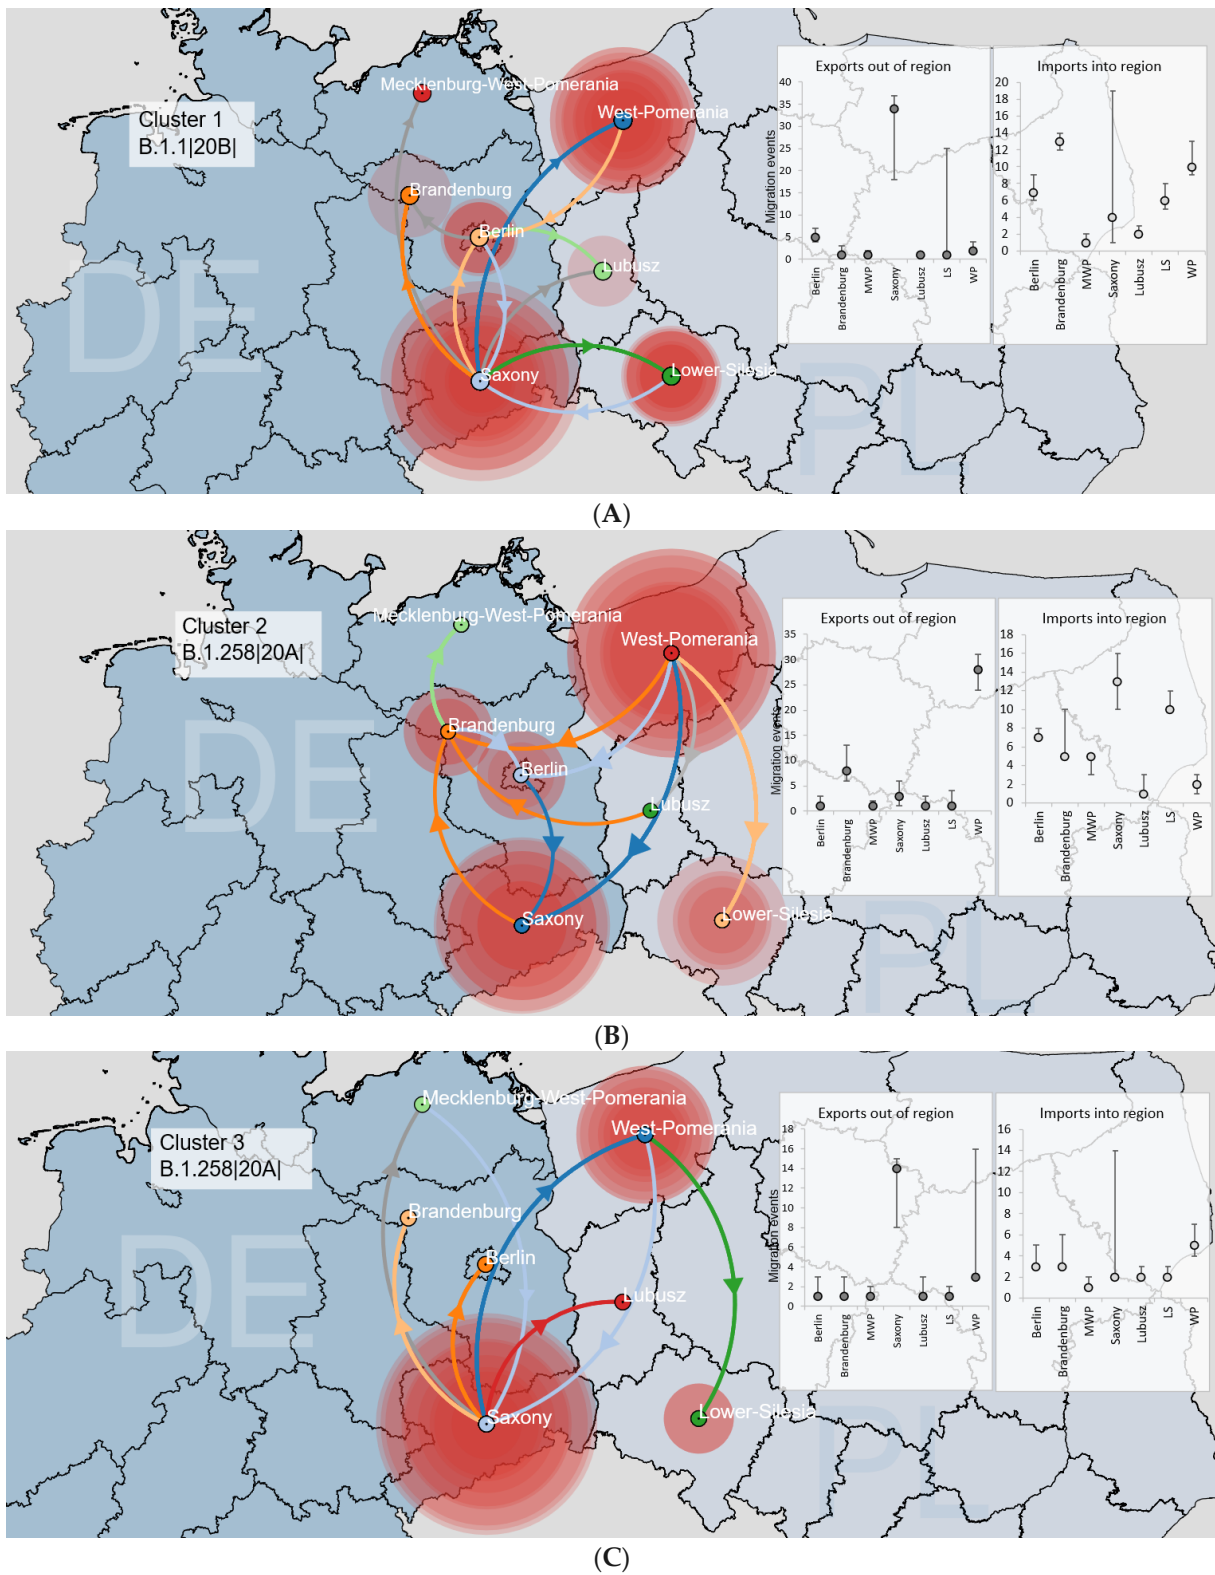 Mecklenburg-West-Pomerania
West-Pomerania
Cluster 1
B.1.1|20B|
Brandenburg
Berlin
Lubusz
Saxony
Lower-Silesia
DE
PL
Exports out of region
Migration events
40
35
30
25
20
15
10
5
0
Berlin
Brandenburg
MWP
Saxony
Lubusz
LS
WP
Imports into region
20
18
16
14
12
10
8
6
4
2
0
Berlin
Brandenburg
MWP
Saxony
Lubusz
LS
WP
(A)
Mecklenburg-West-Pomerania
West-Pomerania
Cluster 2
B.1.258|20A|
Brandenburg
Berlin
Lubusz
Saxony
Lower-Silesia
DE
PL
Exports out of region
Migration events
35
30
25
20
15
10
5
0
Berlin
Brandenburg
MWP
Saxony
Lubusz
LS
WP
Imports into region
18
16
14
12
10
8
6
4
2
0
Berlin
Brandenburg
MWP
Saxony
Lubusz
LS
WP
(B)
Mecklenburg-West-Pomerania
West-Pomerania
Cluster 3
B.1.258|20A|
Brandenburg
Berlin
Lubusz
Saxony
Lower-Silesia
DE
PL
Exports out of region
Migration events
18
16
14
12
10
8
6
4
2
0
Berlin
Brandenburg
MWP
Saxony
Lubusz
LS
WP
Imports into region
16
14
12
10
8
6
4
2
0
Berlin
Brandenburg
MWP
Saxony
Lubusz
LS
WP
(C)